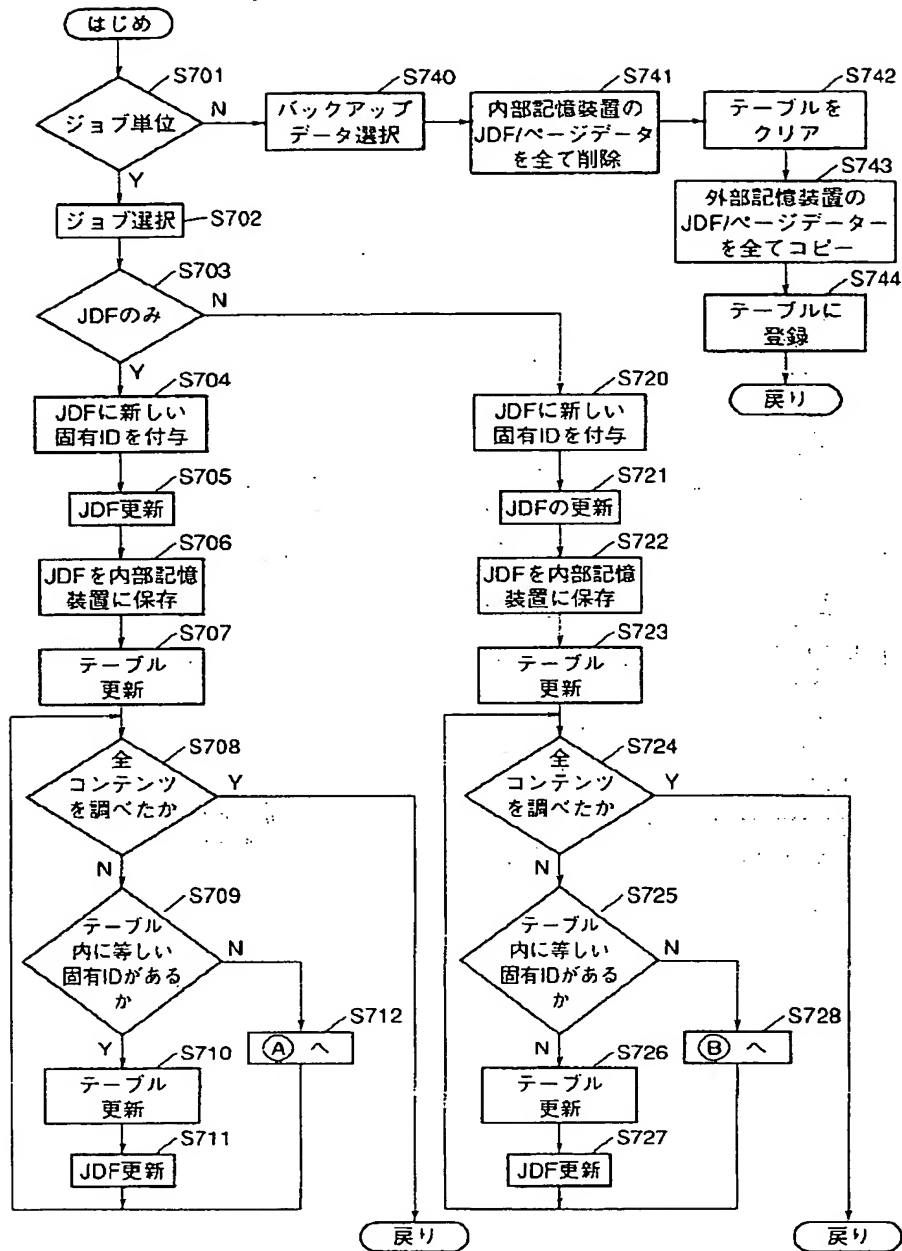 はじめ
S701
ジョブ単位
N
Y
S740
バックアップ
データ選択
S741
内部記憶装置の
JDF/ページデータ
を全て削除
S742
テーブルを
クリア
S743
外部記憶装置の
JDF/ページデーター
を全てコピー
S744
テーブルに
登録
戻り
ジョブ選択
S702
S703
JDFのみ
N
Y
S704
JDFに新しい
固有IDを付与
S705
JDF更新
S706
JDFを内部記憶
装置に保存
S707
テーブル
更新
S708
全
コンテンツ
を調べたか
Y
N
S709
テーブル
内に等しい
固有IDがある
か
N
Y
S712
Ⓐ へ
S710
テーブル
更新
S711
JDF更新
戻り
S720
JDFに新しい
固有IDを付与
S721
JDFの更新
S722
JDFを内部記憶
装置に保存
S723
テーブル
更新
S724
全
コンテンツ
を調べたか
Y
N
S725
テーブル
内に等しい
固有IDがある
か
N
N
S728
Ⓑ へ
S726
テーブル
更新
S727
JDF更新
戻り